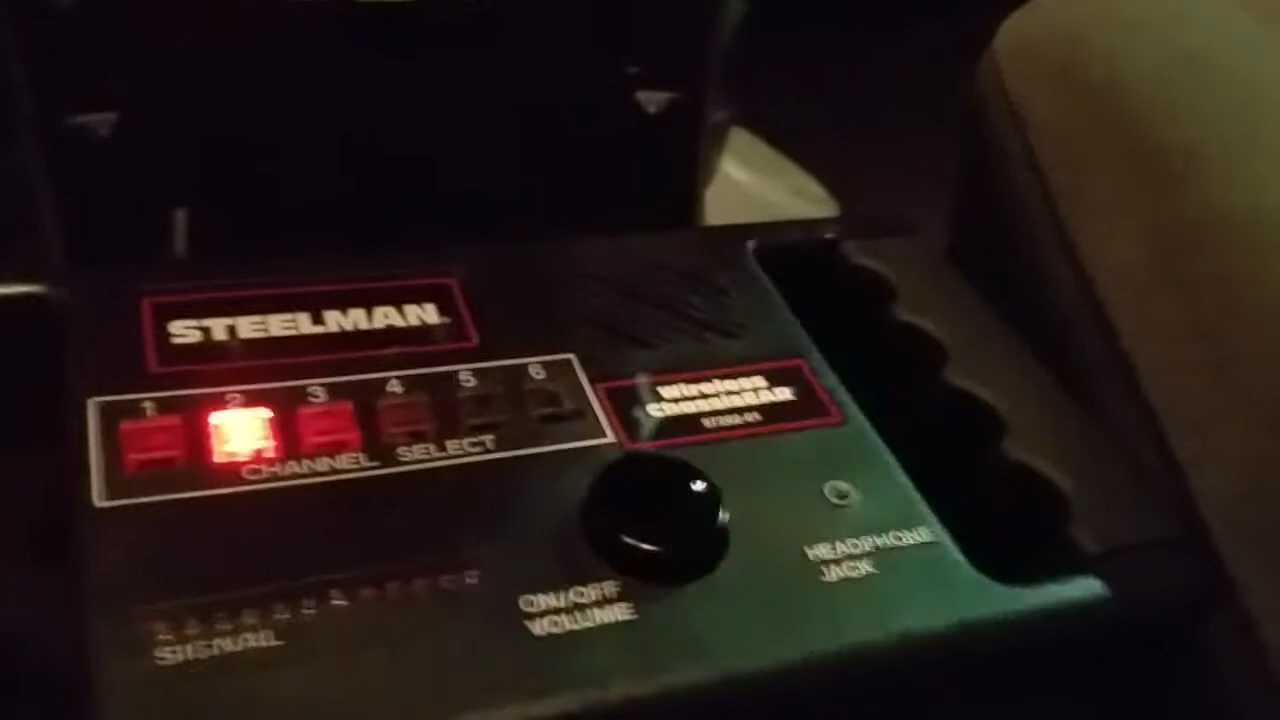 STEELMAN
1 2 3 4 5 6
CHANNEL SELECT
Wireless
ChassisEAR
SIGNAL
ON/OFF
VOLUME
HEADPHONE
JACK